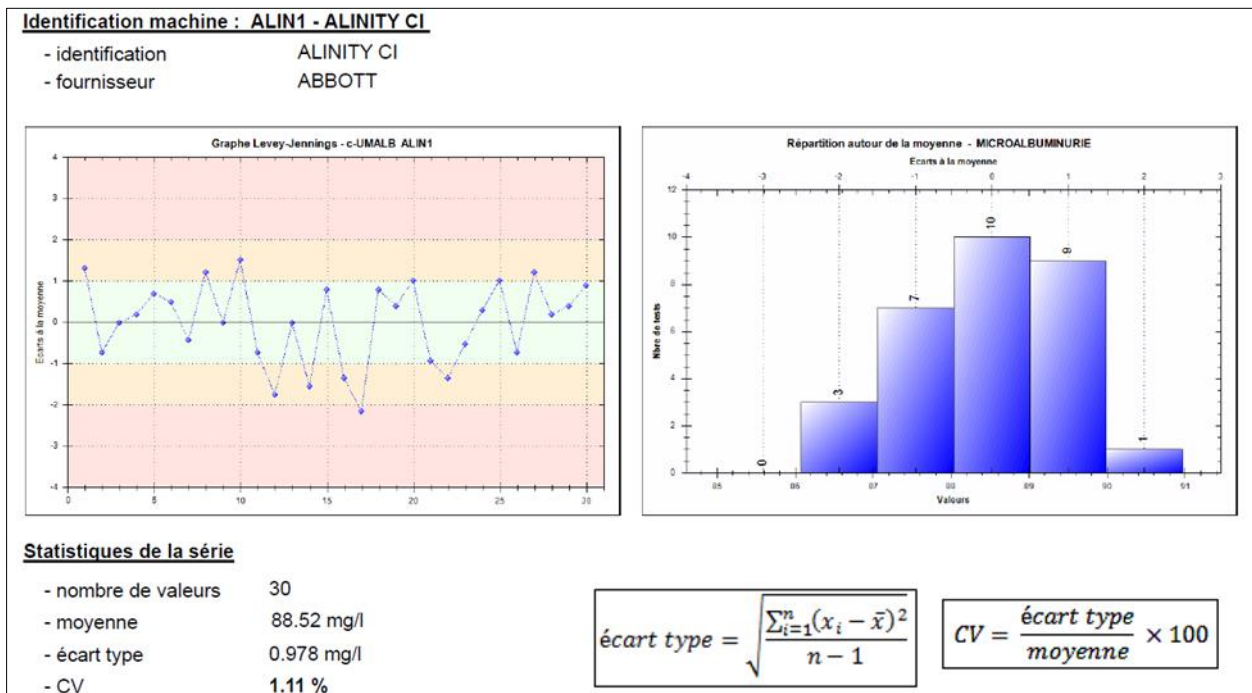 Identification machine : ALIN1 - ALINITY CI
- identification ALINITY CI
- fournisseur ABBOTT
Graphe Levey-Jennings - c-UMALB ALIN1
Ecarts à la moyenne
4
3
2
1
0
-1
-2
-3
-4
0 5 10 15 20 25 30
Répartition autour de la moyenne - MICROALBUMINURIE
Ecarts à la moyenne
-4 -3 -2 -1 0 1 2 3
Nbre de tests
12
10
8
6
4
2
0
0 3 7 10 9 1
85 86 87 88 89 90 91
Valeurs
Statistiques de la série
- nombre de valeurs 30
- moyenne 88.52 mg/l
- écart type 0.978 mg/l
- CV 1.11 %
écart type = √(∑ⁿᵢ₌₁(xᵢ − x̄)² / n − 1)
CV = écart type / moyenne × 100